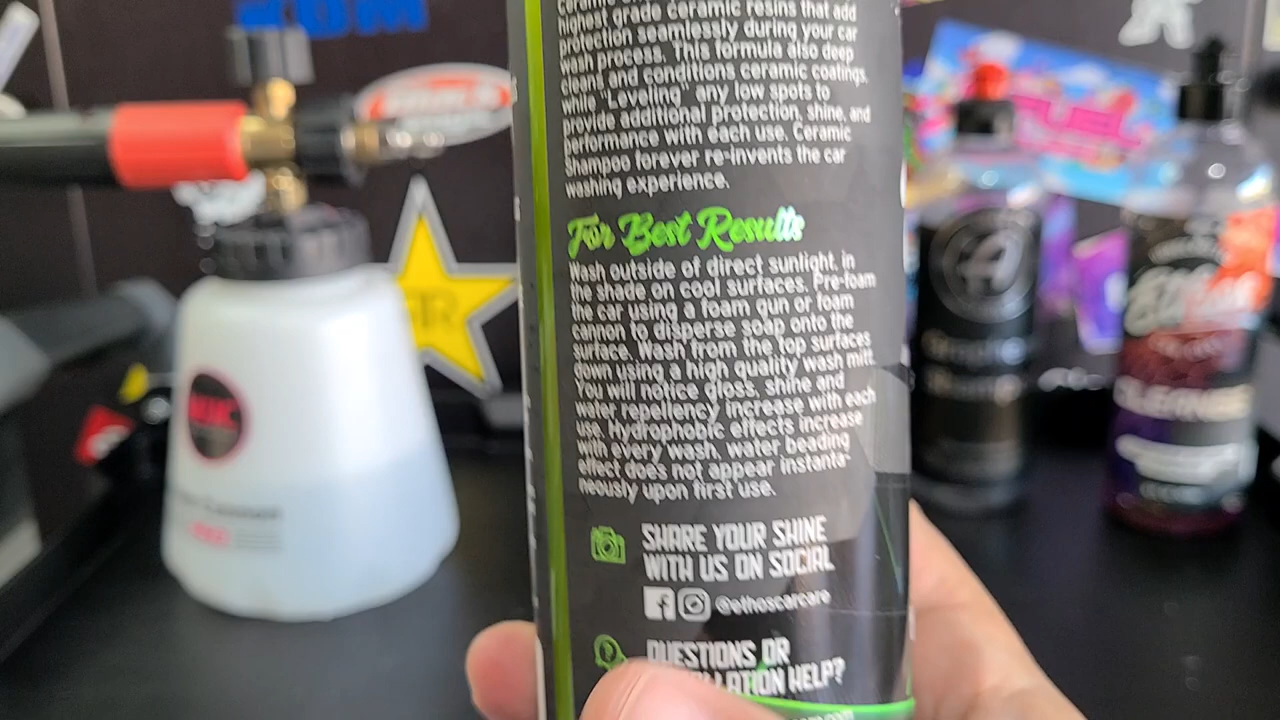 highest grade ceramic resins that add
protection seamlessly during your car
wash process. This formula also deep
cleans and conditions ceramic coatings,
while "Leveling" any low spots to
provide additional protection, shine, and
performance with each use. Ceramic
Shampoo forever re-invents the car
washing experience.
For Best Results
Wash outside of direct sunlight, in
the shade on cool surfaces. Pre-foam
the car using a foam gun or foam
cannon to disperse soap onto the
surface. Wash from the top surfaces
down using a high quality wash mitt.
You will notice gloss, shine and
water repellency increase with each
use. Hydrophobic effects increase
with every wash, water beading
effect does not appear instanta-
neously upon first use.
SHARE YOUR SHINE
WITH US ON SOCIAL
@ethoscarcare
QUESTIONS OR
HELP?